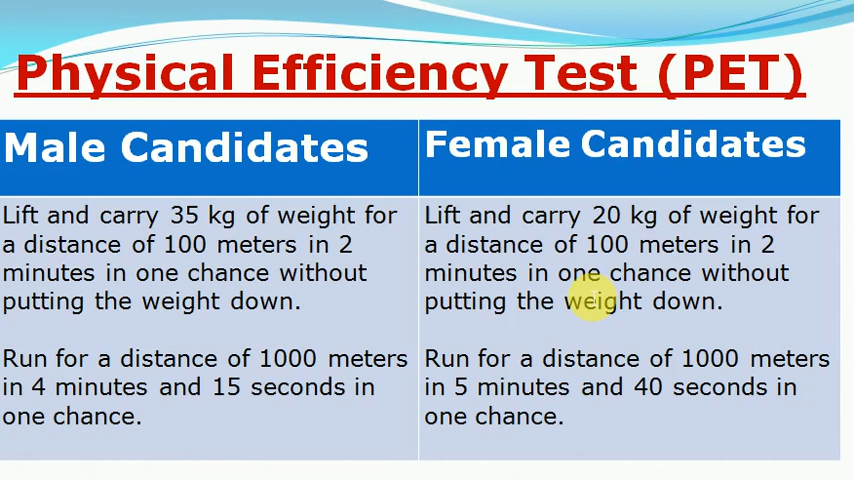 Physical Efficiency Test (PET)
Male Candidates
Lift and carry 35 kg of weight for
a distance of 100 meters in 2
minutes in one chance without
putting the weight down.
Run for a distance of 1000 meters
in 4 minutes and 15 seconds in
one chance.
Female Candidates
Lift and carry 20 kg of weight for
a distance of 100 meters in 2
minutes in one chance without
putting the weight down.
Run for a distance of 1000 meters
in 5 minutes and 40 seconds in
one chance.